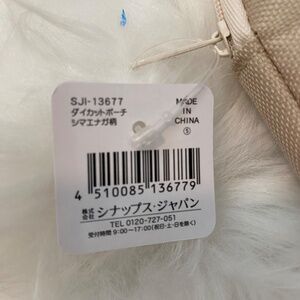 SJI-13677
ダイカットポーチ
シマエナガ柄
MADE
IN
CHINA
⑤
4 510085 136779
株式会社 シナップス・ジャパン
TEL 0120-727-051
受付時間 9:00～17:00(祝日・土・日を除く)